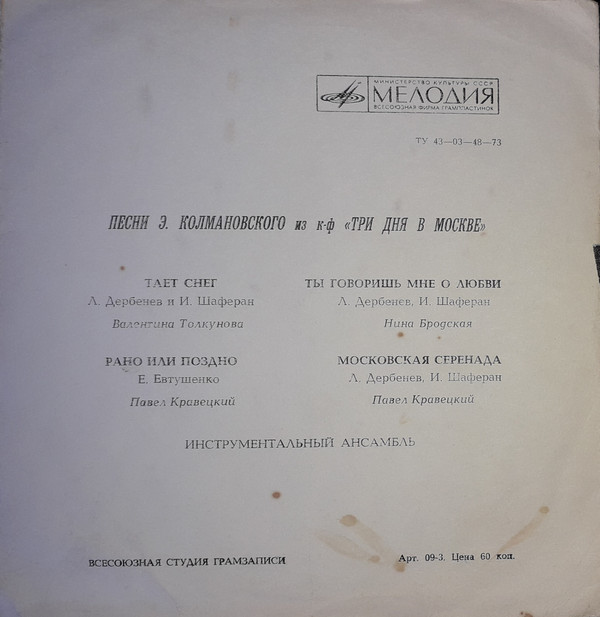 МИНИСТЕРСТВО КУЛЬТУРЫ СССР
МЕЛОДИЯ
ВСЕСОЮЗНАЯ ФИРМА ГРАМПЛАСТИНОК
ТУ 43—03—48—73
ПЕСНИ Э. КОЛМАНОВСКОГО из к-ф «ТРИ ДНЯ В МОСКВЕ»
ТАЕТ СНЕГ
Л. Дербенев и И. Шаферан
Валентина Толкунова
РАНО ИЛИ ПОЗДНО
Е. Евтушенко
Павел Кравецкий
ТЫ ГОВОРИШЬ МНЕ О ЛЮБВИ
Л. Дербенев, И. Шаферан
Нина Бродская
МОСКОВСКАЯ СЕРЕНАДА
Л. Дербенев, И. Шаферан
Павел Кравецкий
ИНСТРУМЕНТАЛЬНЫЙ АНСАМБЛЬ
ВСЕСОЮЗНАЯ СТУДИЯ ГРАМЗАПИСИ
Арт. 09-3. Цена 60 коп.